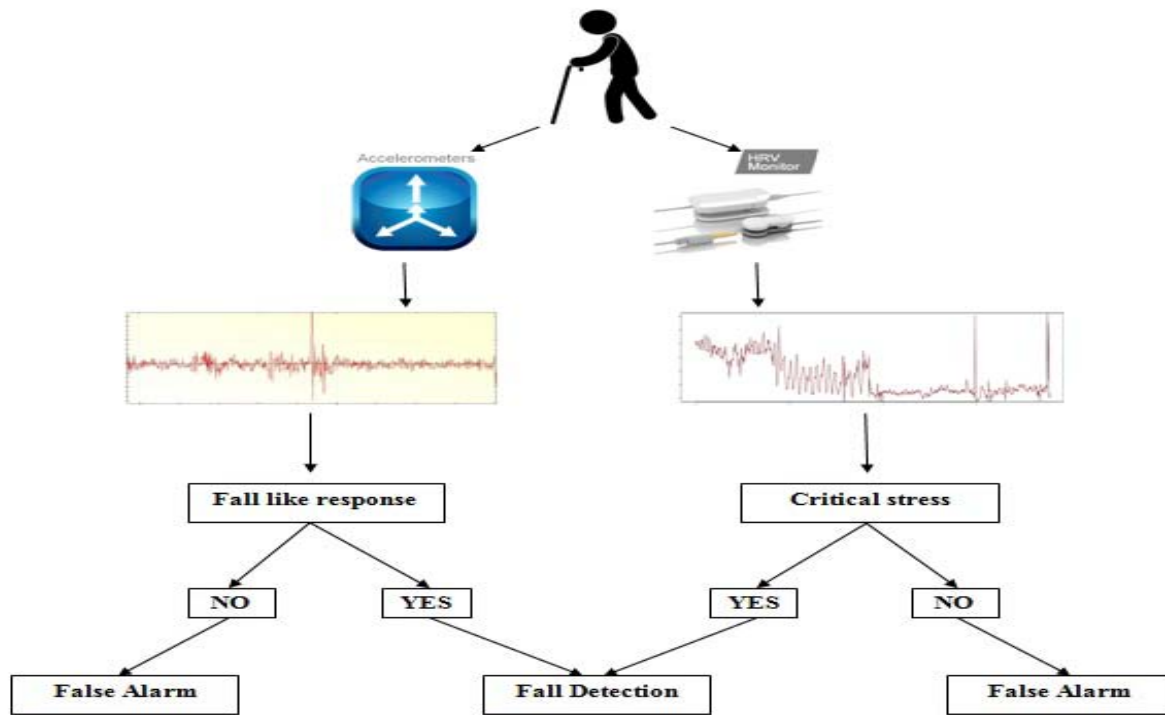 Accelerometers
HRV
Monitor
Fall like response
Critical stress
NO
YES
YES
NO
False Alarm
Fall Detection
False Alarm